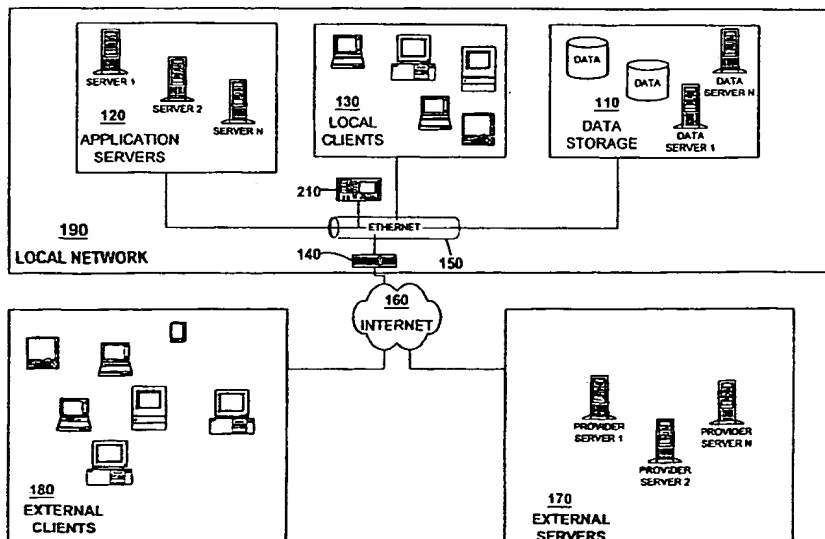 SERVER 1
SERVER 2
SERVER N
120
APPLICATION
SERVERS
130
LOCAL
CLIENTS
DATA
DATA
DATA
SERVER N
110
DATA
STORAGE
DATA
SERVER 1
210
190
LOCAL NETWORK
ETHERNET
140
150
160
INTERNET
180
EXTERNAL
CLIENTS
PROVIDER
SERVER 1
PROVIDER
SERVER 2
PROVIDER
SERVER N
170
EXTERNAL
SERVERS